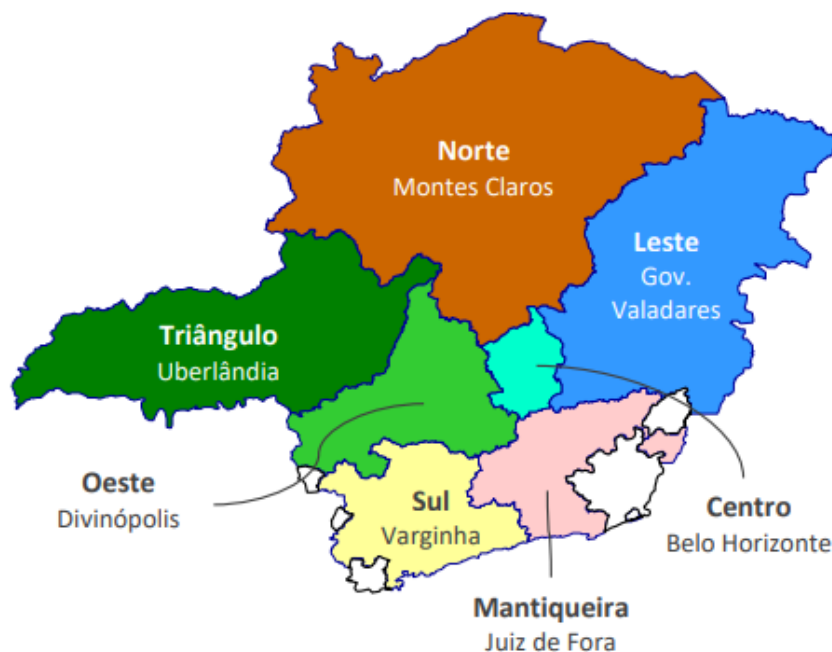 Norte
Montes Claros
Leste
Gov.
Valadares
Triângulo
Uberlândia
Oeste
Divinópolis
Sul
Varginha
Centro
Belo Horizonte
Mantiqueira
Juiz de Fora